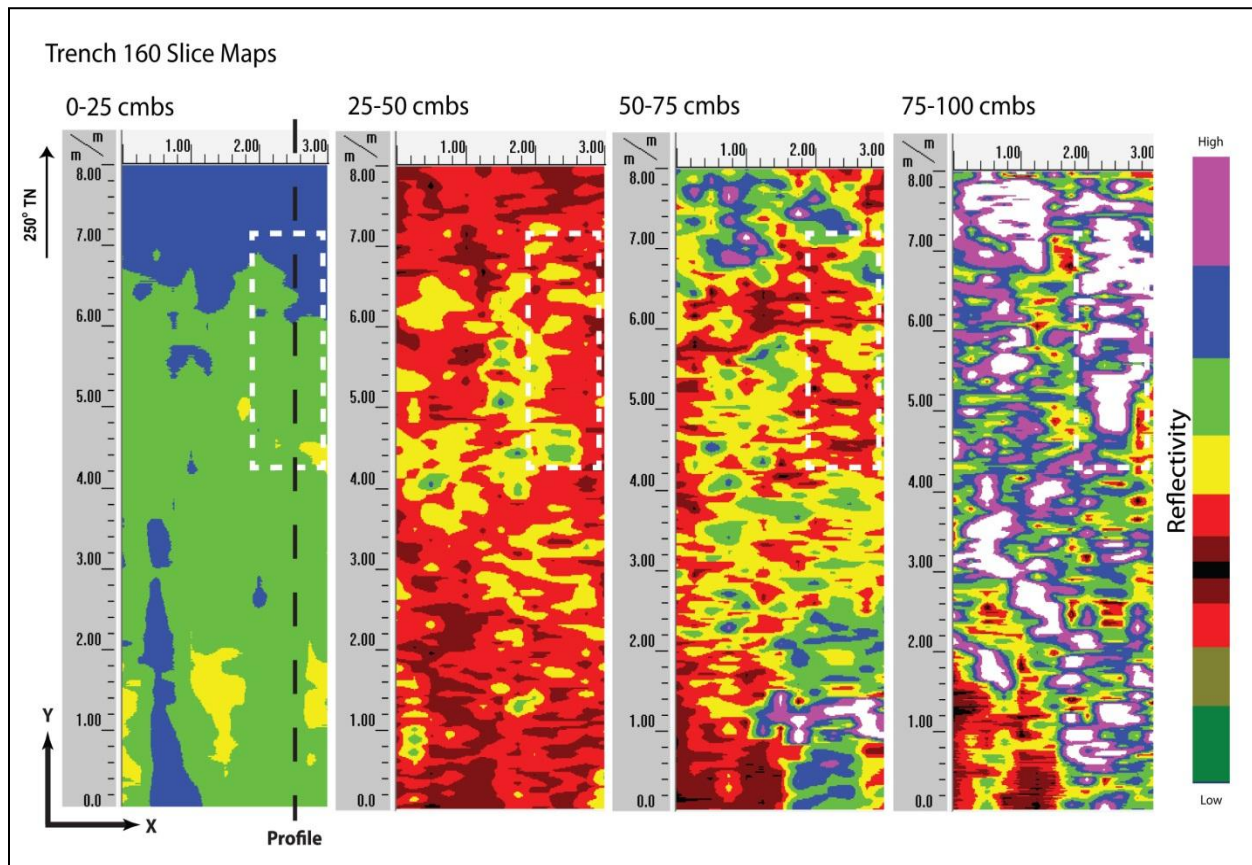 Trench 160 Slice Maps
0-25 cmbs
25-50 cmbs
50-75 cmbs
75-100 cmbs
250° TN
m
m
1.00 2.00 3.00
8.00
7.00
6.00
5.00
4.00
3.00
2.00
1.00
0.0
m
m
1.00 2.00 3.00
8.00
7.00
6.00
5.00
4.00
3.00
2.00
1.00
0.0
m
m
1.00 2.00 3.00
8.00
7.00
6.00
5.00
4.00
3.00
2.00
1.00
0.0
m
m
1.00 2.00 3.00
8.00
7.00
6.00
5.00
4.00
3.00
2.00
1.00
0.0
High
Reflectivity
Low
Y
X
Profile